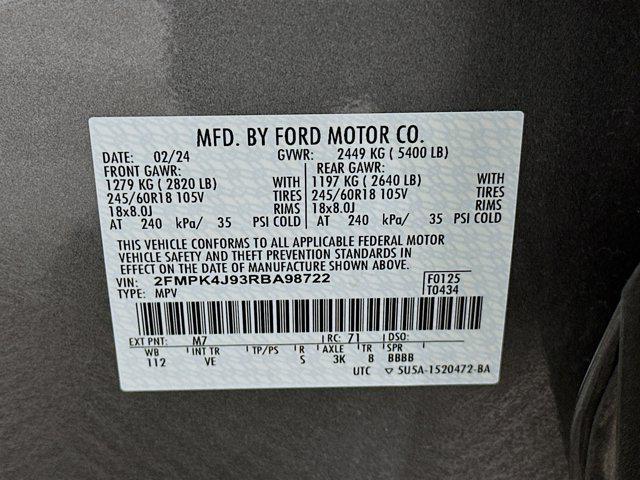 MFD. BY FORD MOTOR CO.
DATE: 02/24 GVWR: 2449 KG ( 5400 LB)
FRONT GAWR: REAR GAWR:
1279 KG ( 2820 LB) WITH 1197 KG ( 2640 LB) WITH
245/60R18 105V TIRES 245/60R18 105V TIRES
18x8.0J RIMS 18x8.0J RIMS
AT 240 kPa/ 35 PSI COLD AT 240 kPa/ 35 PSI COLD
THIS VEHICLE CONFORMS TO ALL APPLICABLE FEDERAL MOTOR
VEHICLE SAFETY AND THEFT PREVENTION STANDARDS IN
EFFECT ON THE DATE OF MANUFACTURE SHOWN ABOVE.
VIN: 2FMPK4J93RBA98722 F0125
TYPE: MPV T0434
EXT PNT: M7 RC: 71 DSO:
WB INT TR TP/PS R AXLE TR SPR
112 VE S 3K B BBBB
UTC ▽ 5U5A-1520472-BA